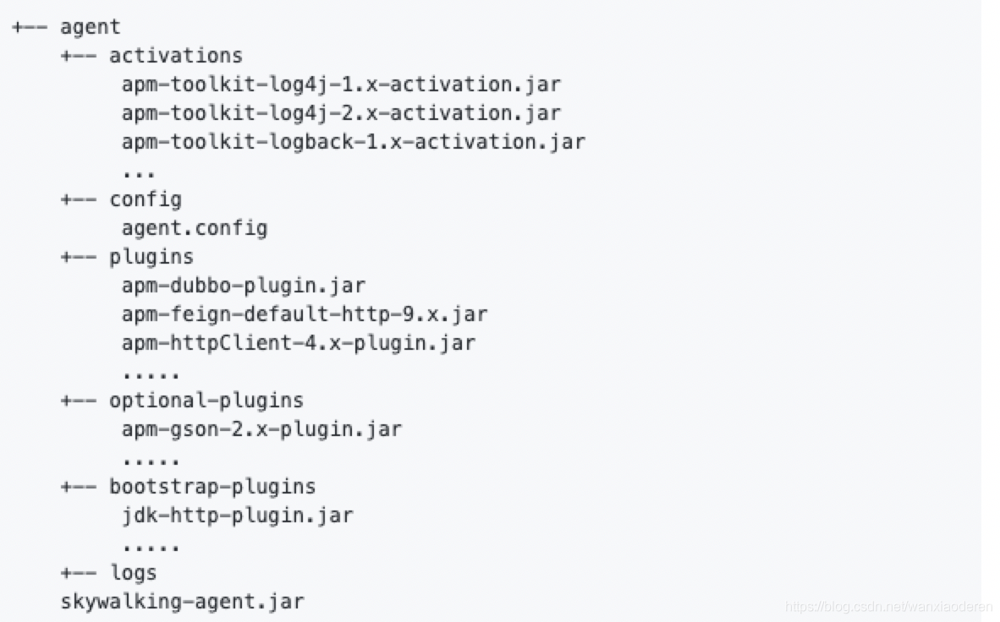 +-- agent
    +-- activations
         apm-toolkit-log4j-1.x-activation.jar
         apm-toolkit-log4j-2.x-activation.jar
         apm-toolkit-logback-1.x-activation.jar
         ...
    +-- config
         agent.config
    +-- plugins
         apm-dubbo-plugin.jar
         apm-feign-default-http-9.x.jar
         apm-httpClient-4.x-plugin.jar
         .....
    +-- optional-plugins
         apm-gson-2.x-plugin.jar
         .....
    +-- bootstrap-plugins
         jdk-http-plugin.jar
         .....
    +-- logs
    skywalking-agent.jar
https://blog.csdn.net/wanxiaoderen